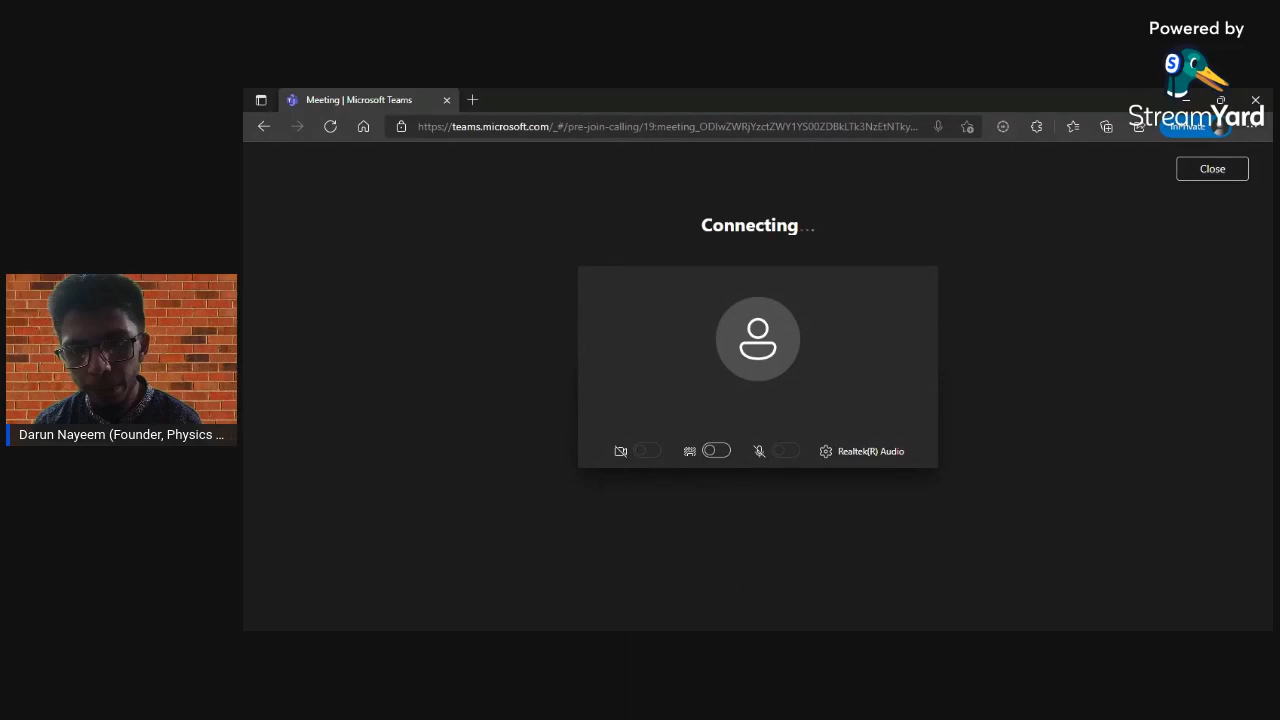 Powered by
StreamYard
Meeting | Microsoft Teams
https://teams.microsoft.com/_#/pre-join-calling/19:meeting_ODIwZWRjYzctZWY1YS00ZDBkLTk3NzEtNTky...
InPrivate
Close
Connecting...
Realtek(R) Audio
Darun Nayeem (Founder, Physics ...